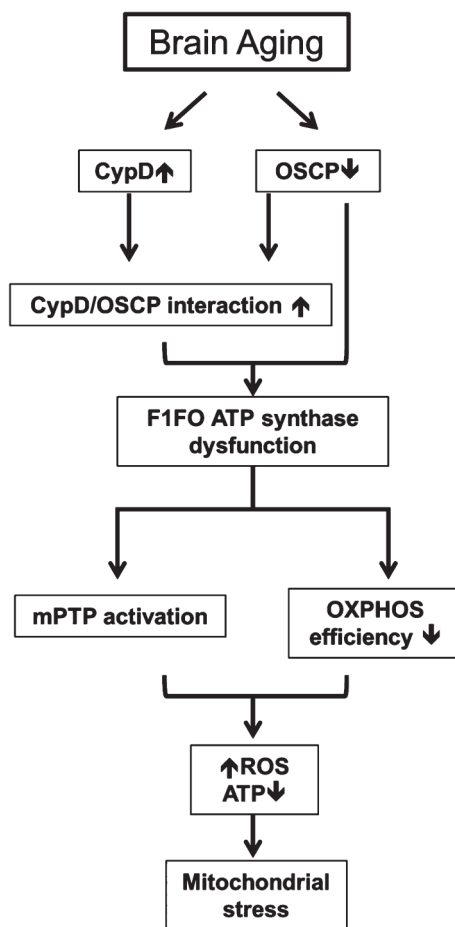 Brain Aging
CypD↑
OSCP↓
CypD/OSCP interaction ↑
F1FO ATP synthase
dysfunction
mPTP activation
OXPHOS
efficiency ↓
↑ROS
ATP↓
Mitochondrial
stress